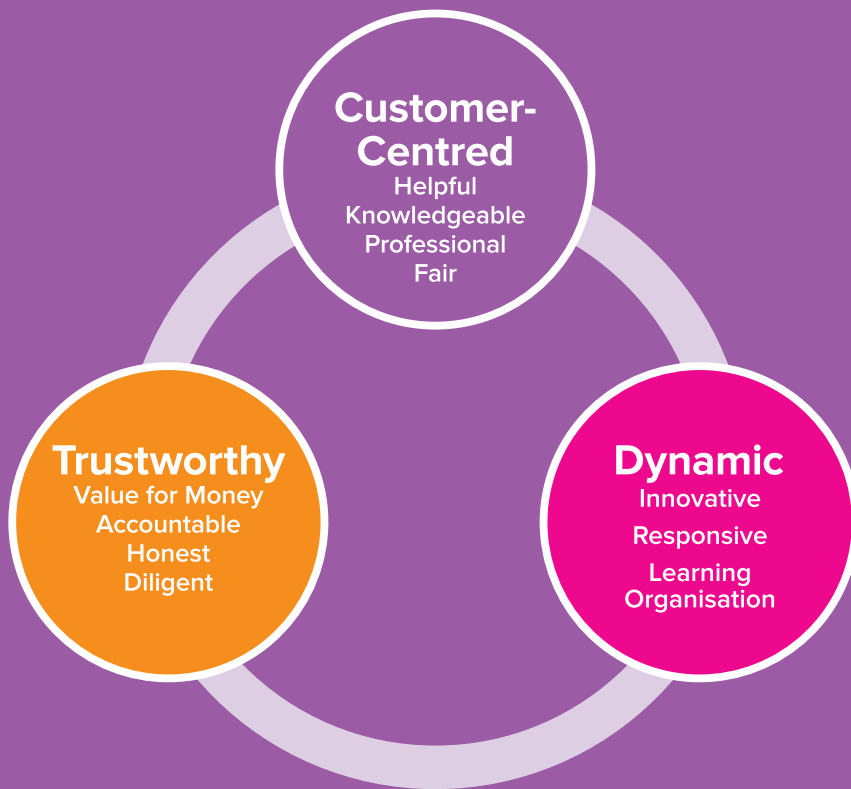 Customer-
Centred
Helpful
Knowledgeable
Professional
Fair
Trustworthy
Value for Money
Accountable
Honest
Diligent
Dynamic
Innovative
Responsive
Learning
Organisation